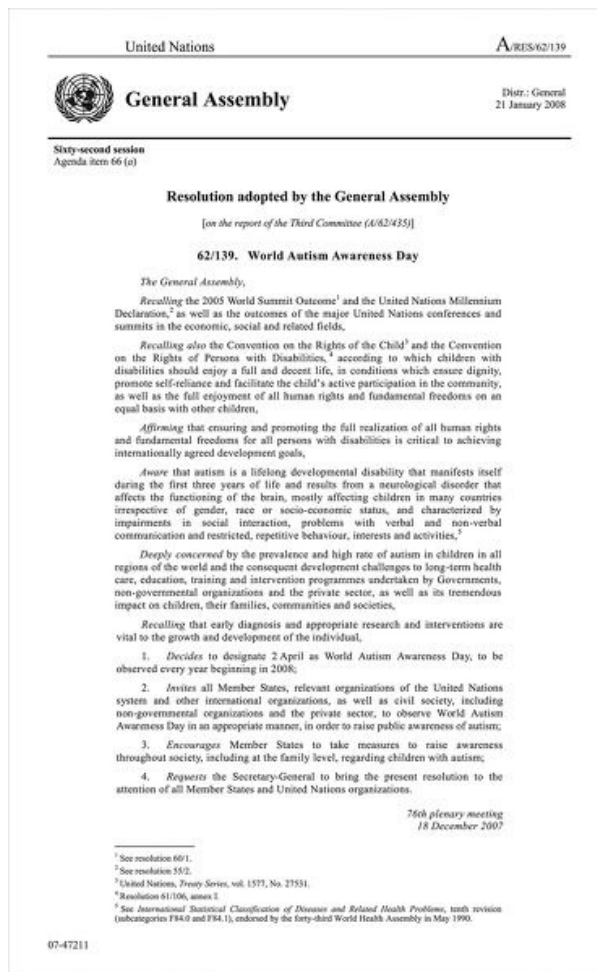 United Nations
A/RES/62/139
General Assembly
Distr.: General
21 January 2008
Sixty-second session
Agenda item 66 (a)
Resolution adopted by the General Assembly
[on the report of the Third Committee (A/62/435)]
62/139. World Autism Awareness Day
The General Assembly,
Recalling the 2005 World Summit Outcome¹ and the United Nations Millennium
Declaration,² as well as the outcomes of the major United Nations conferences and
summits in the economic, social and related fields,
Recalling also the Convention on the Rights of the Child³ and the Convention
on the Rights of Persons with Disabilities,⁴ according to which children with
disabilities should enjoy a full and decent life, in conditions which ensure dignity,
promote self-reliance and facilitate the child's active participation in the community,
as well as the full enjoyment of all human rights and fundamental freedoms on an
equal basis with other children,
Affirming that ensuring and promoting the full realization of all human rights
and fundamental freedoms for all persons with disabilities is critical to achieving
internationally agreed development goals,
Aware that autism is a lifelong developmental disability that manifests itself
during the first three years of life and results from a neurological disorder that
affects the functioning of the brain, mostly affecting children in many countries
irrespective of gender, race or socio-economic status, and characterized by
impairments in social interaction, problems with verbal and non-verbal
communication and restricted, repetitive behaviour, interests and activities,⁵
Deeply concerned by the prevalence and high rate of autism in children in all
regions of the world and the consequent development challenges to long-term health
care, education, training and intervention programmes undertaken by Governments,
non-governmental organizations and the private sector, as well as its tremendous
impact on children, their families, communities and societies,
Recalling that early diagnosis and appropriate research and interventions are
vital to the growth and development of the individual,
1. Decides to designate 2 April as World Autism Awareness Day, to be
observed every year beginning in 2008;
2. Invites all Member States, relevant organizations of the United Nations
system and other international organizations, as well as civil society, including
non-governmental organizations and the private sector, to observe World Autism
Awareness Day in an appropriate manner, in order to raise public awareness of autism;
3. Encourages Member States to take measures to raise awareness
throughout society, including at the family level, regarding children with autism;
4. Requests the Secretary-General to bring the present resolution to the
attention of all Member States and United Nations organizations.
76th plenary meeting
18 December 2007
¹ See resolution 60/1.
² See resolution 55/2.
³ United Nations, Treaty Series, vol. 1577, No. 27531.
⁴ Resolution 61/106, annex I.
⁵ See International Statistical Classification of Diseases and Related Health Problems, tenth revision
(subcategories F84.0 and F84.1), endorsed by the forty-third World Health Assembly in May 1990.
07-47211